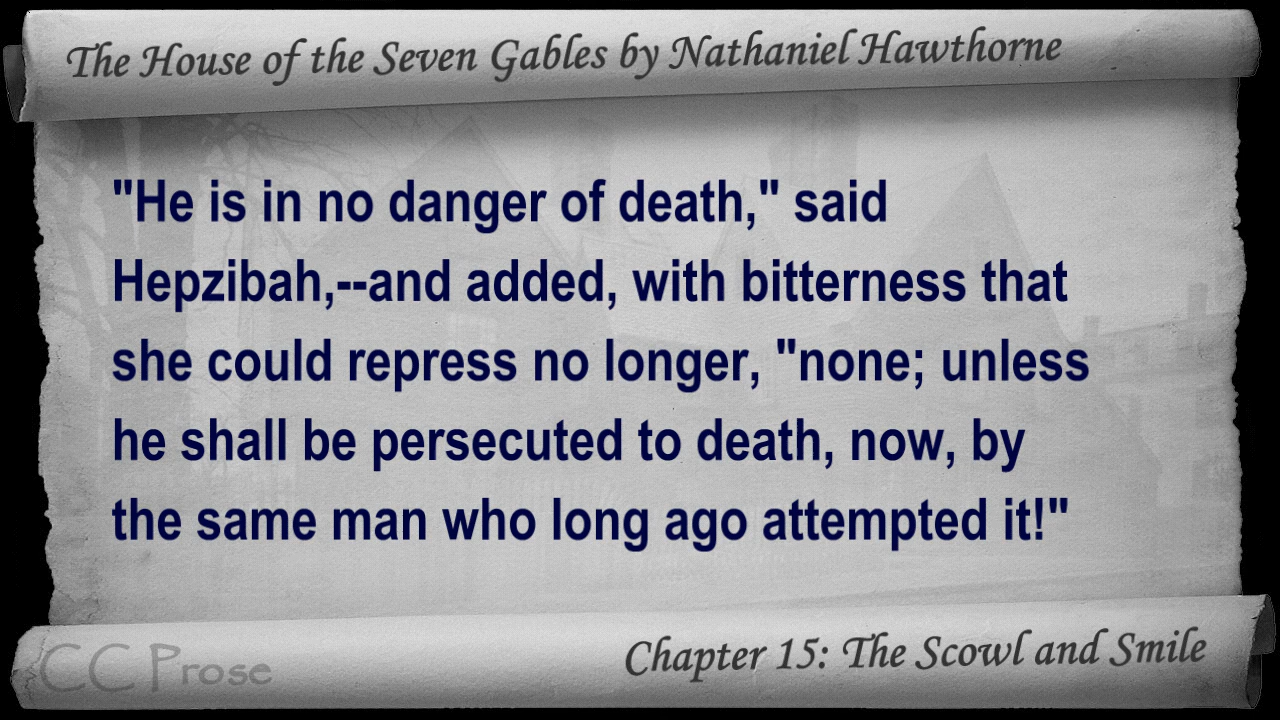 The House of the Seven Gables by Nathaniel Hawthorne
"He is in no danger of death," said
Hepzibah,--and added, with bitterness that
she could repress no longer, "none; unless
he shall be persecuted to death, now, by
the same man who long ago attempted it!"
CC Prose
Chapter 15: The Scowl and Smile